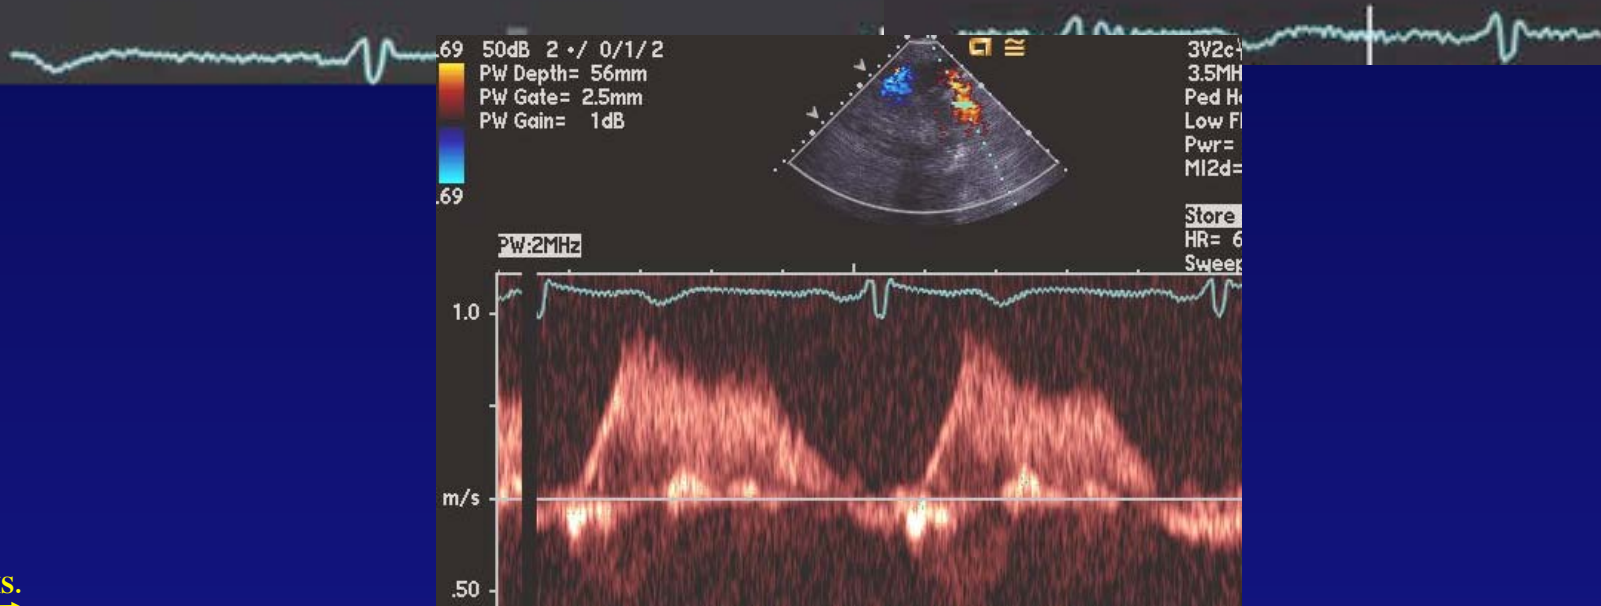 .69 50dB 2 •/ 0/1/2
PW Depth= 56mm
PW Gate= 2.5mm
PW Gain= 1dB
.69
3V2c-
3.5MH
Ped H
Low F
Pwr=
MI2d=
Store
HR= 6
Sweep
PW:2MHz
1.0
m/s
.50
s.